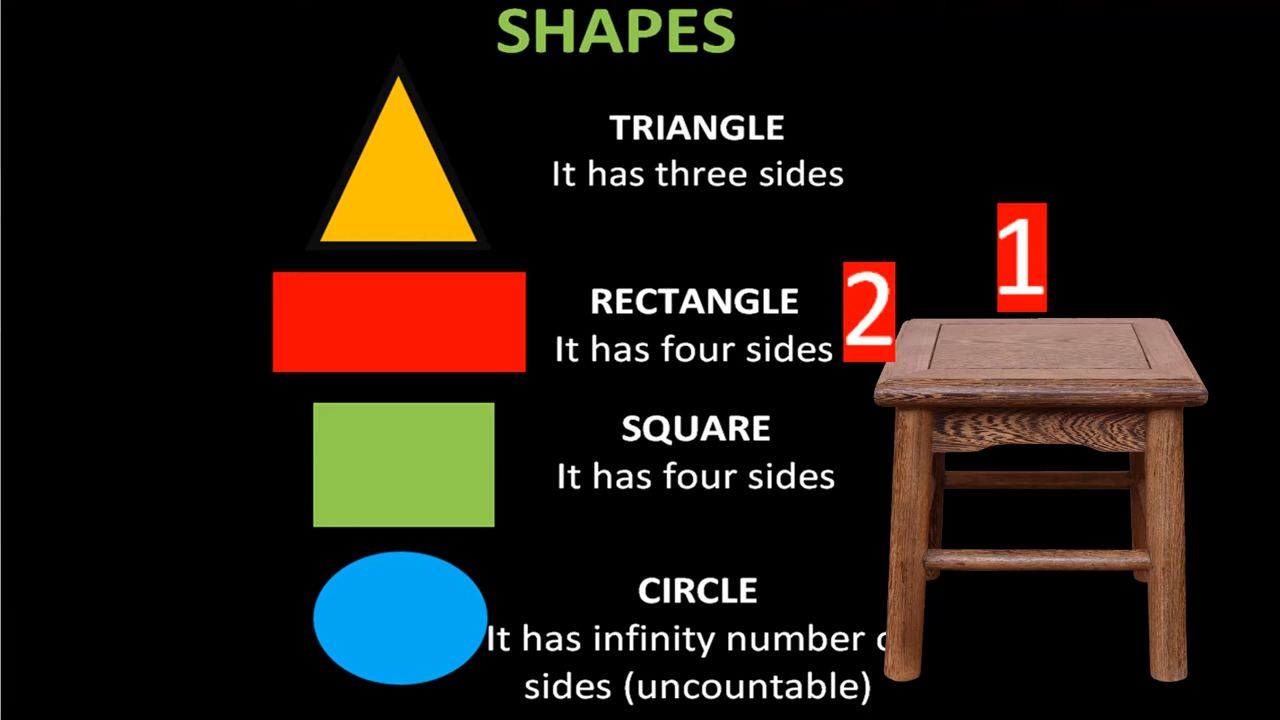 SHAPES
TRIANGLE
It has three sides
1
2
RECTANGLE
It has four sides
SQUARE
It has four sides
CIRCLE
It has infinity number
sides (uncountable)